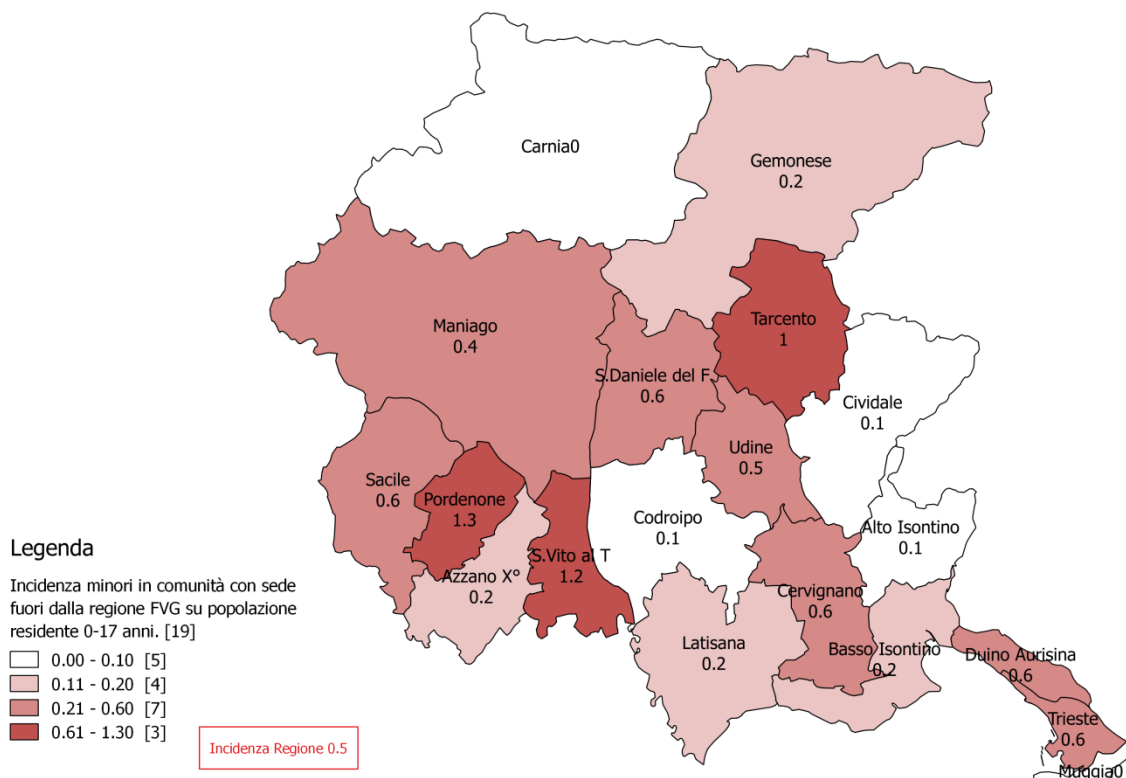 Carnia0
Gemonese
0.2
Tarcento
1
Maniago
0.4
S.Daniele del F.
0.6
Cividale
0.1
Udine
0.5
Sacile
0.6
Pordenone
1.3
Codroipo
0.1
Alto Isontino
0.1
S.Vito al T
1.2
Azzano X°
0.2
Cervignano
0.6
Latisana
0.2
Basso Isontino
0.2
Duino Aurisina
0.6
Trieste
0.6
Muggia0
Legenda
Incidenza minori in comunità con sede
fuori dalla regione FVG su popolazione
residente 0-17 anni. [19]
0.00 - 0.10 [5]
0.11 - 0.20 [4]
0.21 - 0.60 [7]
0.61 - 1.30 [3]
Incidenza Regione 0.5